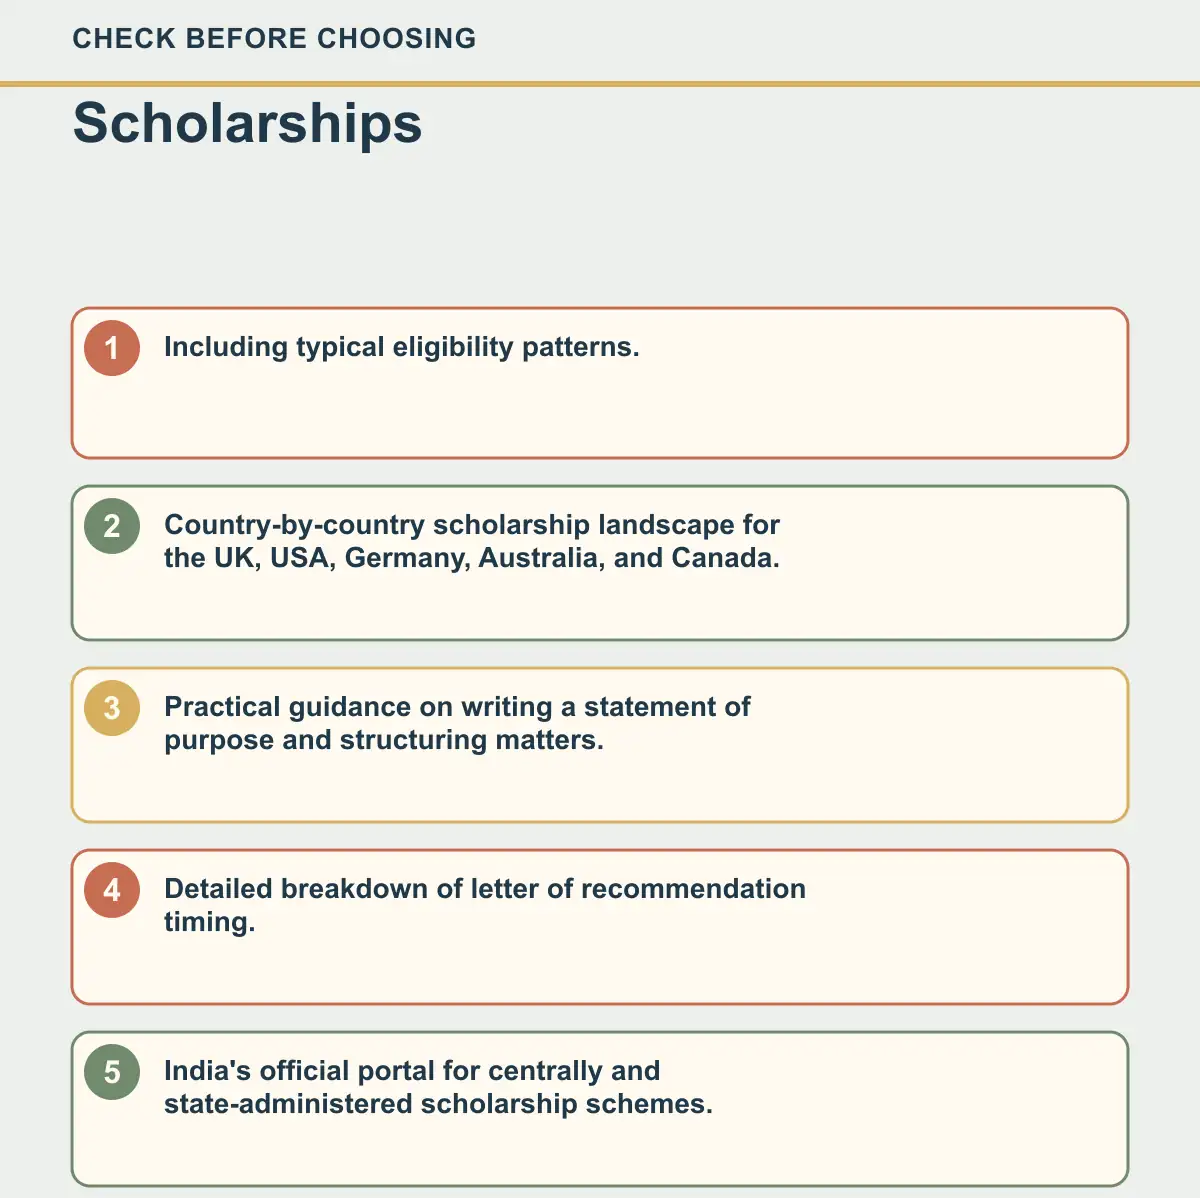 CHECK BEFORE CHOOSING
Scholarships
1
Including typical eligibility patterns.
2
Country-by-country scholarship landscape for
the UK, USA, Germany, Australia, and Canada.
3
Practical guidance on writing a statement of
purpose and structuring matters.
4
Detailed breakdown of letter of recommendation
timing.
5
India's official portal for centrally and
state-administered scholarship schemes.